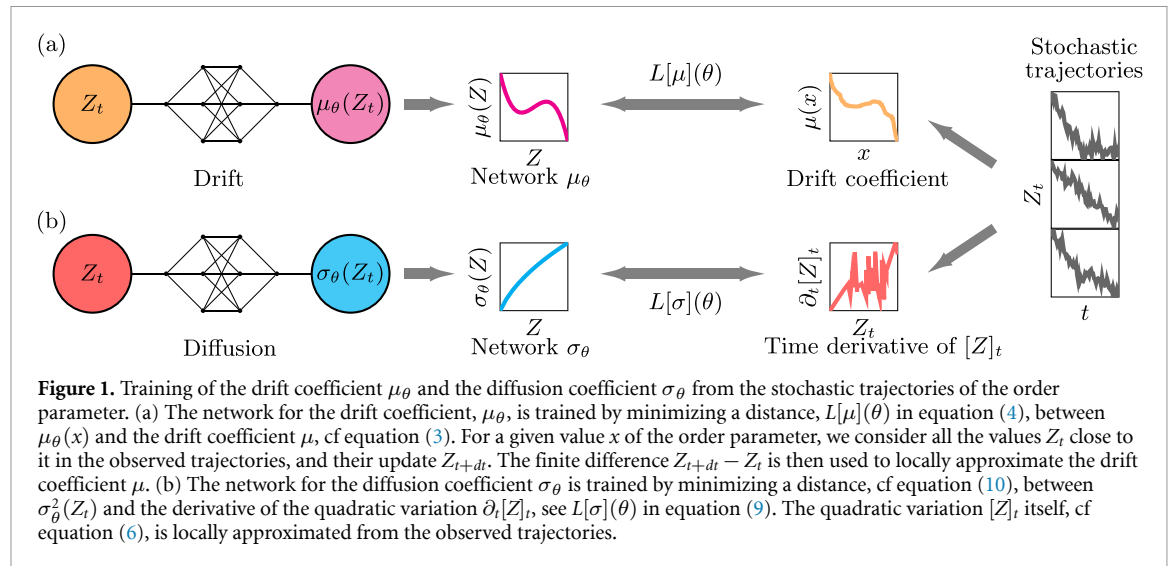 (a)
Stochastic
trajectories
Z_t
μ_θ(Z_t)
μ_θ(Z)
Z
L[μ](θ)
μ(x)
x
Drift
Network μ_θ
Drift coefficient
Z_t
t
(b)
Z_t
σ_θ(Z_t)
σ_θ(Z)
Z
L[σ](θ)
∂_t[Z]_t
Z_t
Diffusion
Network σ_θ
Time derivative of [Z]_t
Figure 1. Training of the drift coefficient μ_θ and the diffusion coefficient σ_θ from the stochastic trajectories of the order
parameter. (a) The network for the drift coefficient, μ_θ, is trained by minimizing a distance, L[μ](θ) in equation (4), between
μ_θ(x) and the drift coefficient μ, cf equation (3). For a given value x of the order parameter, we consider all the values Z_t close to
it in the observed trajectories, and their update Z_{t+dt}. The finite difference Z_{t+dt} − Z_t is then used to locally approximate the drift
coefficient μ. (b) The network for the diffusion coefficient σ_θ is trained by minimizing a distance, cf equation (10), between
σ_θ^2(Z_t) and the derivative of the quadratic variation ∂_t[Z]_t, see L[σ](θ) in equation (9). The quadratic variation [Z]_t itself, cf
equation (6), is locally approximated from the observed trajectories.